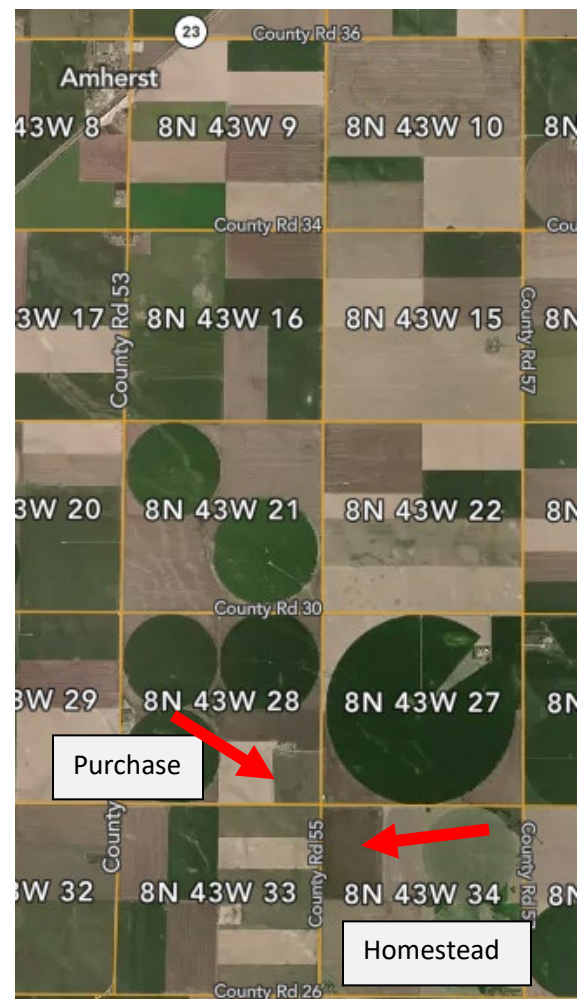 23
County Rd 36
Amherst
43W 8
8N 43W 9
8N 43W 10
8N
County Rd 34
Cou
3W 17
County Rd 53
8N 43W 16
8N 43W 15
County Rd 57
8N
3W 20
8N 43W 21
8N 43W 22
8N
County Rd 30
3W 29
8N 43W 28
8N 43W 27
8N
Purchase
County
3W 32
8N 43W 33
County Rd 55
8N 43W 34
County Rd 57
8N
Homestead
County Rd 26